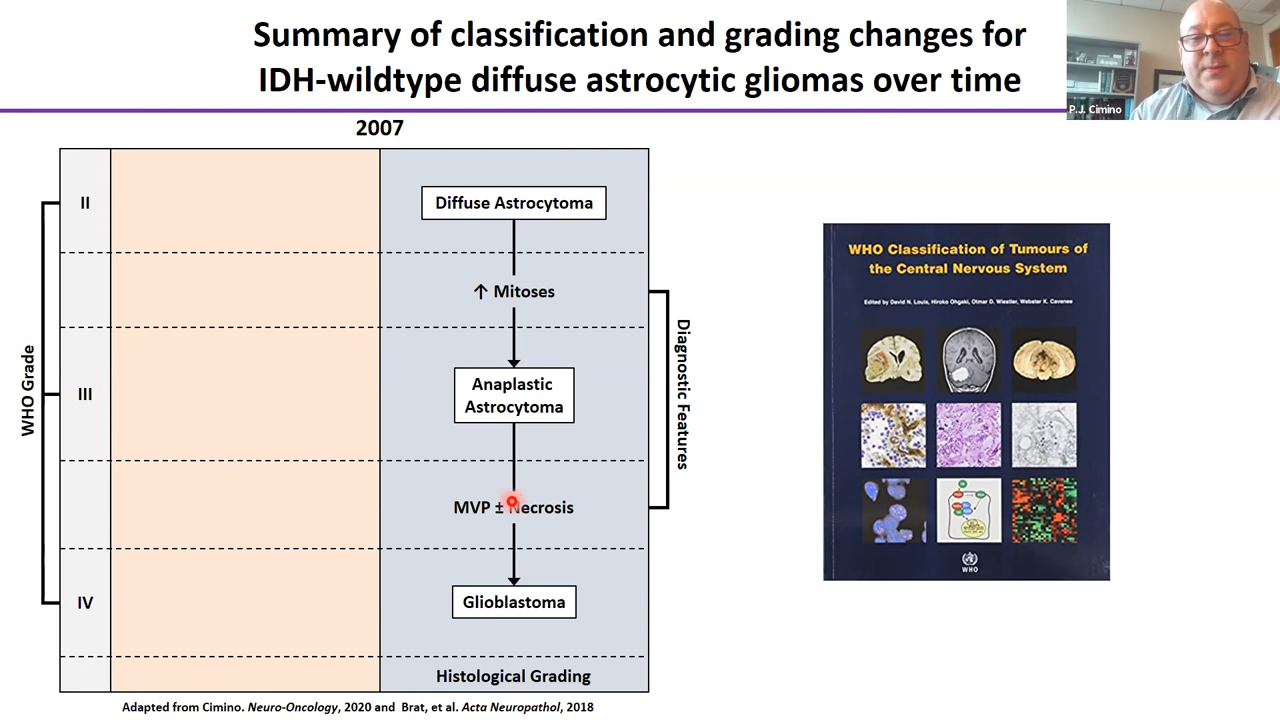 Summary of classification and grading changes for
IDH-wildtype diffuse astrocytic gliomas over time
P.J. Cimino
2007
WHO Grade
II
III
IV
Diffuse Astrocytoma
↑ Mitoses
Anaplastic
Astrocytoma
MVP ± Necrosis
Glioblastoma
Histological Grading
Diagnostic Features
Adapted from Cimino. Neuro-Oncology, 2020 and Brat, et al. Acta Neuropathol, 2018
WHO Classification of Tumours of
the Central Nervous System
Edited by David N. Louis, Hiroko Ohgaki, Otmar D. Wiestler, Webster K. Cavenee
WHO